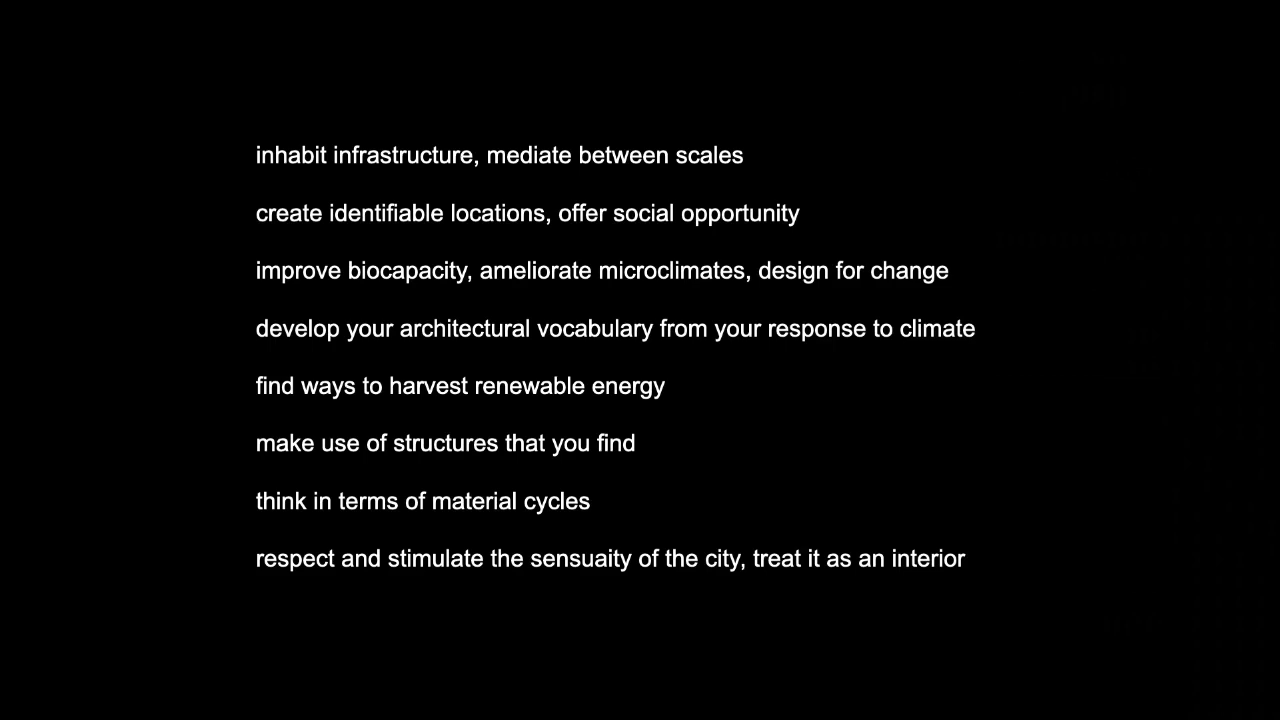 inhabit infrastructure, mediate between scales
create identifiable locations, offer social opportunity
improve biocapacity, ameliorate microclimates, design for change
develop your architectural vocabulary from your response to climate
find ways to harvest renewable energy
make use of structures that you find
think in terms of material cycles
respect and stimulate the sensuaity of the city, treat it as an interior